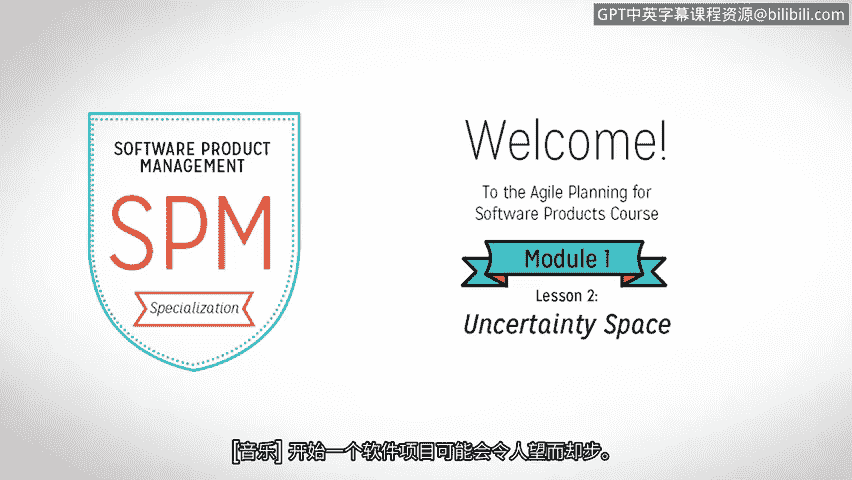 GPT中英字幕课程资源@bilibili.com
SOFTWARE PRODUCT
MANAGEMENT
SPM
Specialization
Welcome!
To the Agile Planning for
Software Products Course
Module 1
Lesson 2:
Uncertainty Space
[音乐] 开始一个软件项目可能会令人望而却步。